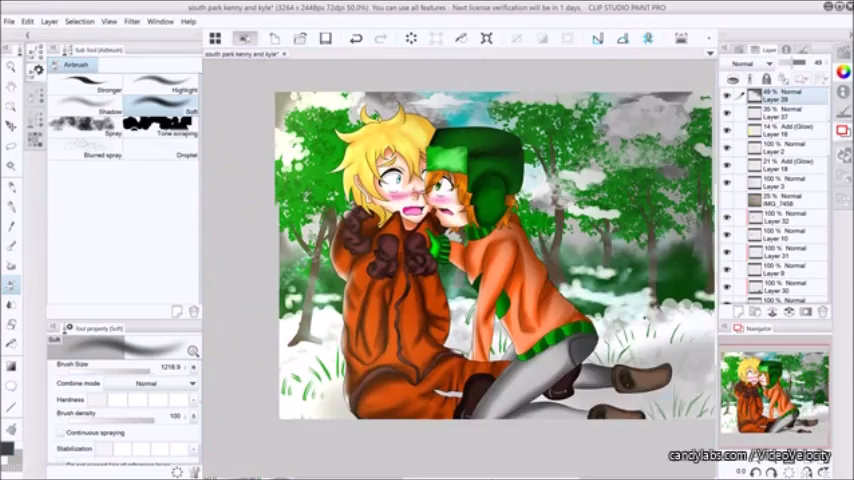 south park kenny and kyle* (3264 x 2448px 72dpi 50.0%) You can use all features - Next license verification will be in 1 days. - CLIP STUDIO PAINT PRO
File Edit Layer Selection View Filter Window Help
south park kenny and kyle*
Sub Tool [Airbrush]
Airbrush
Stronger Highlight
Shadow Soft
Spray Tone scraping
Blurred spray Droplet
Tool property [Soft]
Soft
Brush Size 1218.9
Combine mode Normal
Hardness
Brush density 100
Continuous spraying
Stabilization
Layer
Normal 49
49 % Normal
Layer 39
35 % Normal
Layer 37
14 % Add (Glow)
Layer 16
100 % Normal
Layer 2
21 % Add (Glow)
Layer 18
100 % Normal
Layer 3
25 % Normal
IMG_7458
100 % Normal
Layer 32
100 % Normal
Layer 10
100 % Normal
Layer 31
100 % Normal
Layer 9
100 % Normal
Layer 30
100 % Normal
Navigator
candylabs.com /VideoVelocity
0.0